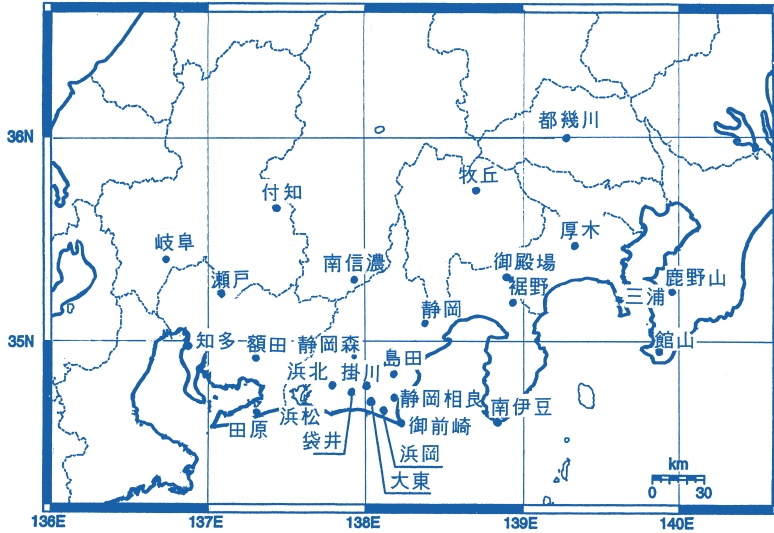 36N
35N
136E
137E
138E
139E
140E
都幾川
牧丘
付知
厚木
岐阜
南信濃
御殿場
鹿野山
瀬戸
裾野
三浦
静岡
知多
額田
静岡森
島田
館山
浜北
掛川
静岡相良
南伊豆
田原
浜松
御前崎
袋井
浜岡
大東
km
0
30